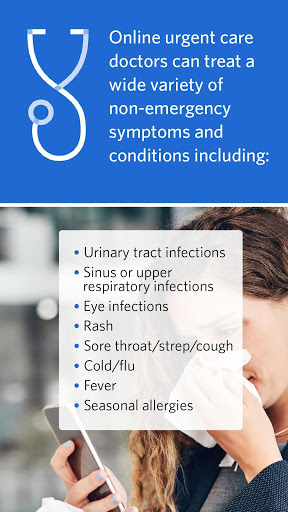 Online urgent care
doctors can treat a
wide variety of
non-emergency
symptoms and
conditions including:
• Urinary tract infections
• Sinus or upper
respiratory infections
• Eye infections
• Rash
• Sore throat/strep/cough
• Cold/flu
• Fever
• Seasonal allergies